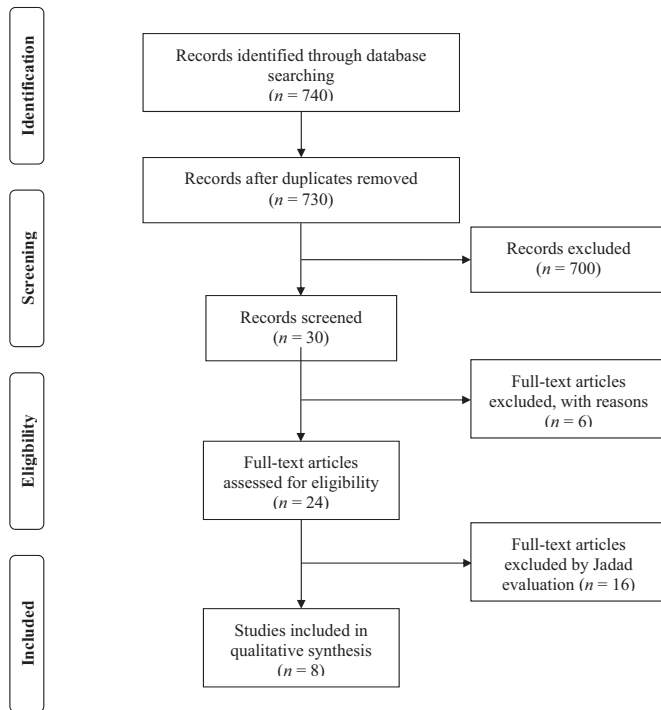 Identification
Records identified through database
searching
(n = 740)
Records after duplicates removed
(n = 730)
Screening
Records excluded
(n = 700)
Records screened
(n = 30)
Eligibility
Full-text articles
excluded, with reasons
(n = 6)
Full-text articles
assessed for eligibility
(n = 24)
Full-text articles
excluded by Jadad
evaluation (n = 16)
Included
Studies included in
qualitative synthesis
(n = 8)